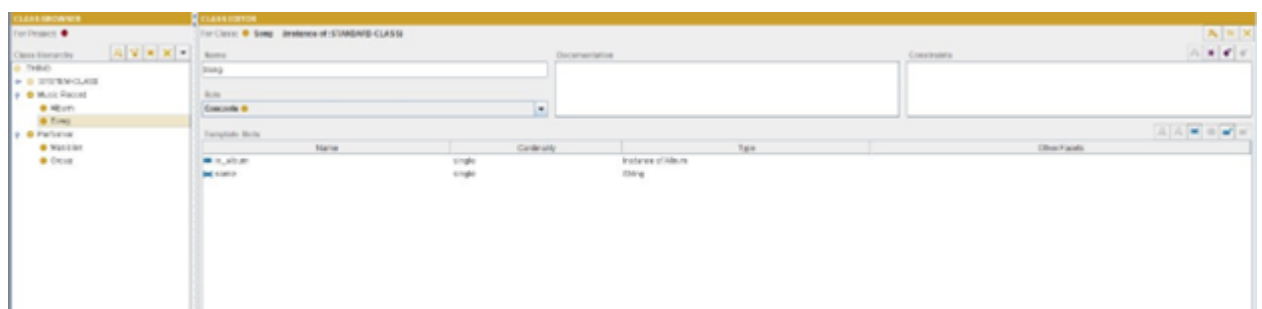 CLASS BROWSER
For Project:
Class Hierarchy
:THING
:SYSTEM-CLASS
Music Record
Album
Song
Performer
Musician
Group
CLASS EDITOR
For Class: Song (instance of :STANDARD-CLASS)
Name
Song
Documentation
Constraints
Role
Concrete
Template Slots
Name Cardinality Type Other Facets
in_album single Instance of Album
name single String